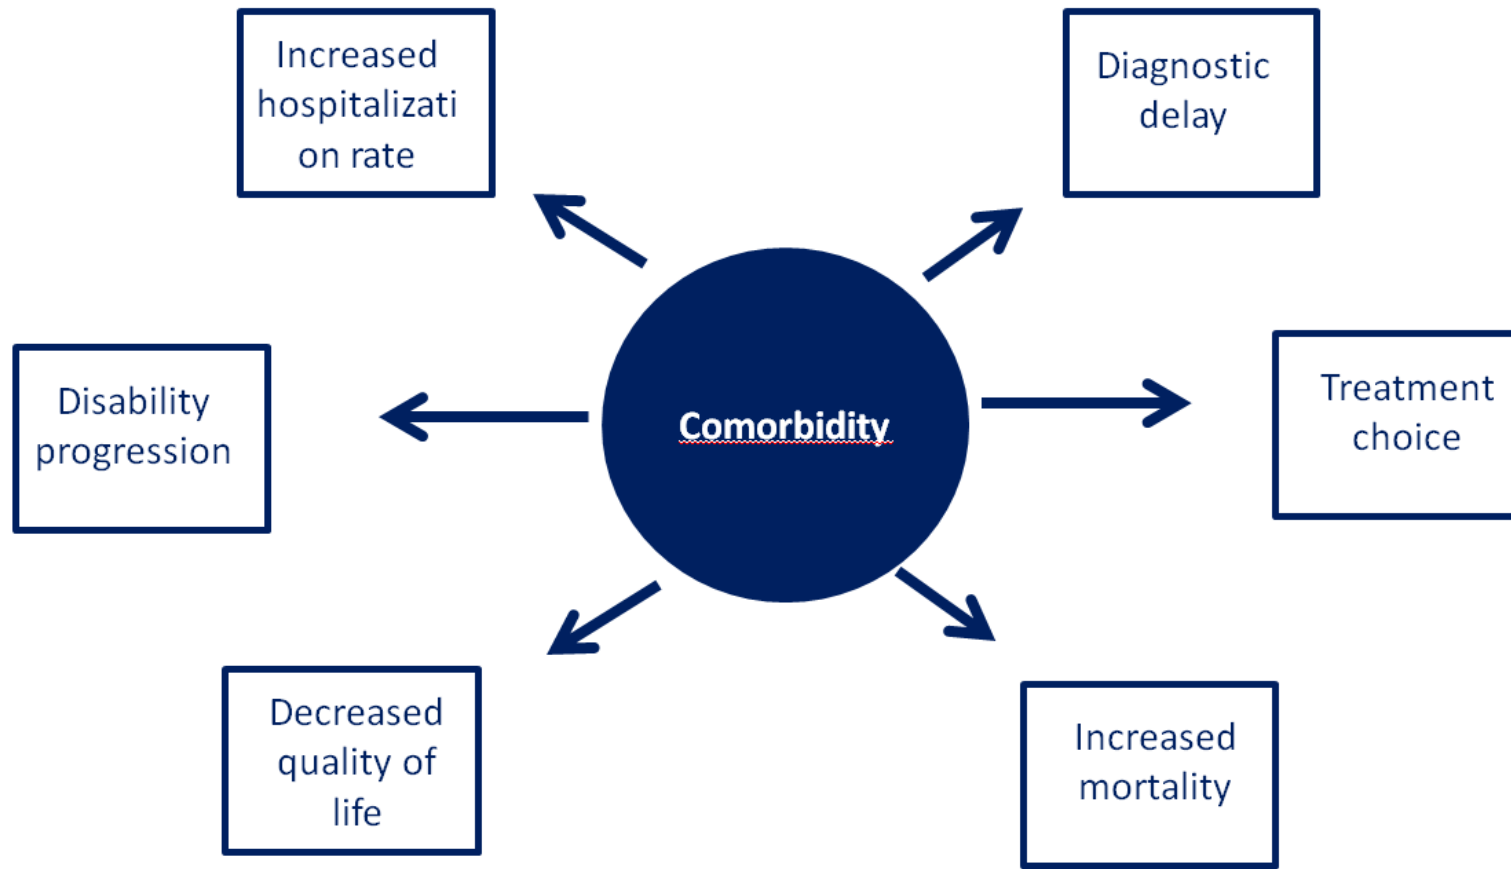 Increased
hospitalizati
on rate
Diagnostic
delay
Disability
progression
Comorbidity
Treatment
choice
Decreased
quality of
life
Increased
mortality